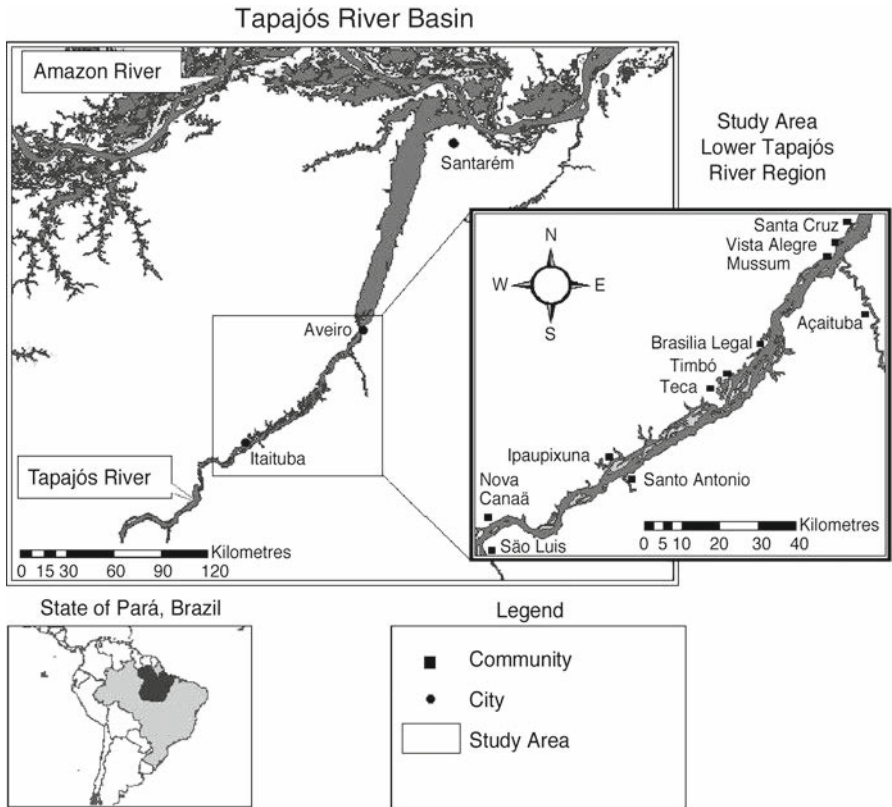 Tapajós River Basin
Amazon River
Santarém
Study Area
Lower Tapajós
River Region
Santa Cruz
Vista Alegre
Mussum
N
W E
S
Açaituba
Aveiro
Brasilia Legal
Timbó
Teca
Itaituba
Ipaupixuna
Tapajós River
Santo Antonio
Nova
Canaã
São Luis
Kilometres
0 5 10 20 30 40
Kilometres
0 15 30 60 90 120
State of Pará, Brazil
Legend
Community
City
Study Area